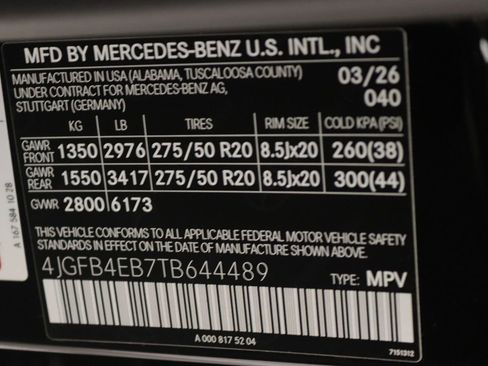 MFD BY MERCEDES-BENZ U.S. INTL., INC
MANUFACTURED IN USA (ALABAMA, TUSCALOOSA COUNTY) 03/26
UNDER CONTRACT FOR MERCEDES-BENZ AG, 040
STUTTGART (GERMANY)
KG LB TIRES RIM SIZE COLD KPA(PSI)
GAWR FRONT 1350 2976 275/50 R20 8.5Jx20 260(38)
GAWR REAR 1550 3417 275/50 R20 8.5Jx20 300(44)
GVWR 2800 6173
THIS VEHICLE CONFORMS TO ALL APPLICABLE FEDERAL MOTOR VEHICLE SAFETY
STANDARDS IN EFFECT ON THE DATE OF MANUFACTURE SHOWN ABOVE.
4JGFB4EB7TB644489 TYPE: MPV
A 000 817 52 04
7151312
A 167 584 10 28